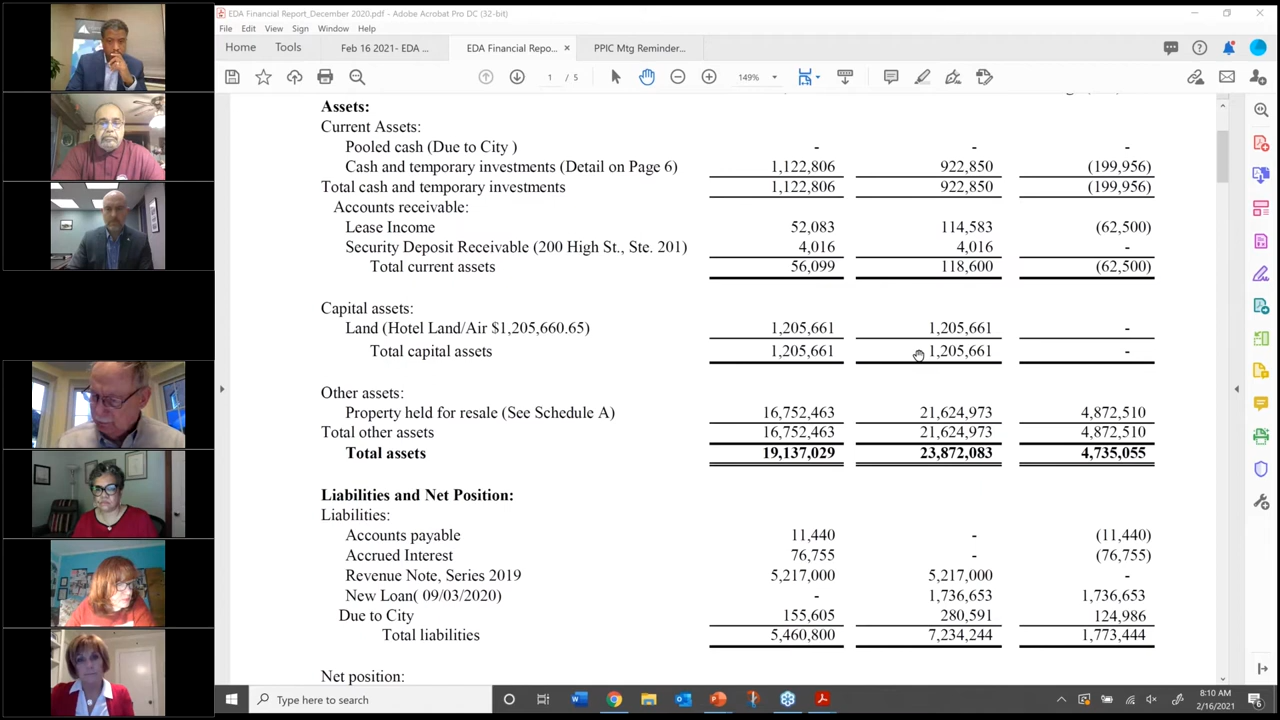 EDA Financial Report_December 2020.pdf - Adobe Acrobat Pro DC (32-bit)
File Edit View Sign Window Help
Home Tools Feb 16 2021- EDA ... EDA Financial Repo... × PPIC Mtg Reminder...
1 / 5 149%
Assets:
Current Assets:
Pooled cash (Due to City ) - - -
Cash and temporary investments (Detail on Page 6) 1,122,806 922,850 (199,956)
Total cash and temporary investments 1,122,806 922,850 (199,956)
Accounts receivable:
Lease Income 52,083 114,583 (62,500)
Security Deposit Receivable (200 High St., Ste. 201) 4,016 4,016 -
Total current assets 56,099 118,600 (62,500)
Capital assets:
Land (Hotel Land/Air $1,205,660.65) 1,205,661 1,205,661 -
Total capital assets 1,205,661 1,205,661 -
Other assets:
Property held for resale (See Schedule A) 16,752,463 21,624,973 4,872,510
Total other assets 16,752,463 21,624,973 4,872,510
Total assets 19,137,029 23,872,083 4,735,055
Liabilities and Net Position:
Liabilities:
Accounts payable 11,440 - (11,440)
Accrued Interest 76,755 - (76,755)
Revenue Note, Series 2019 5,217,000 5,217,000 -
New Loan( 09/03/2020) - 1,736,653 1,736,653
Due to City 155,605 280,591 124,986
Total liabilities 5,460,800 7,234,244 1,773,444
Net position:
Type here to search
8:10 AM
2/16/2021